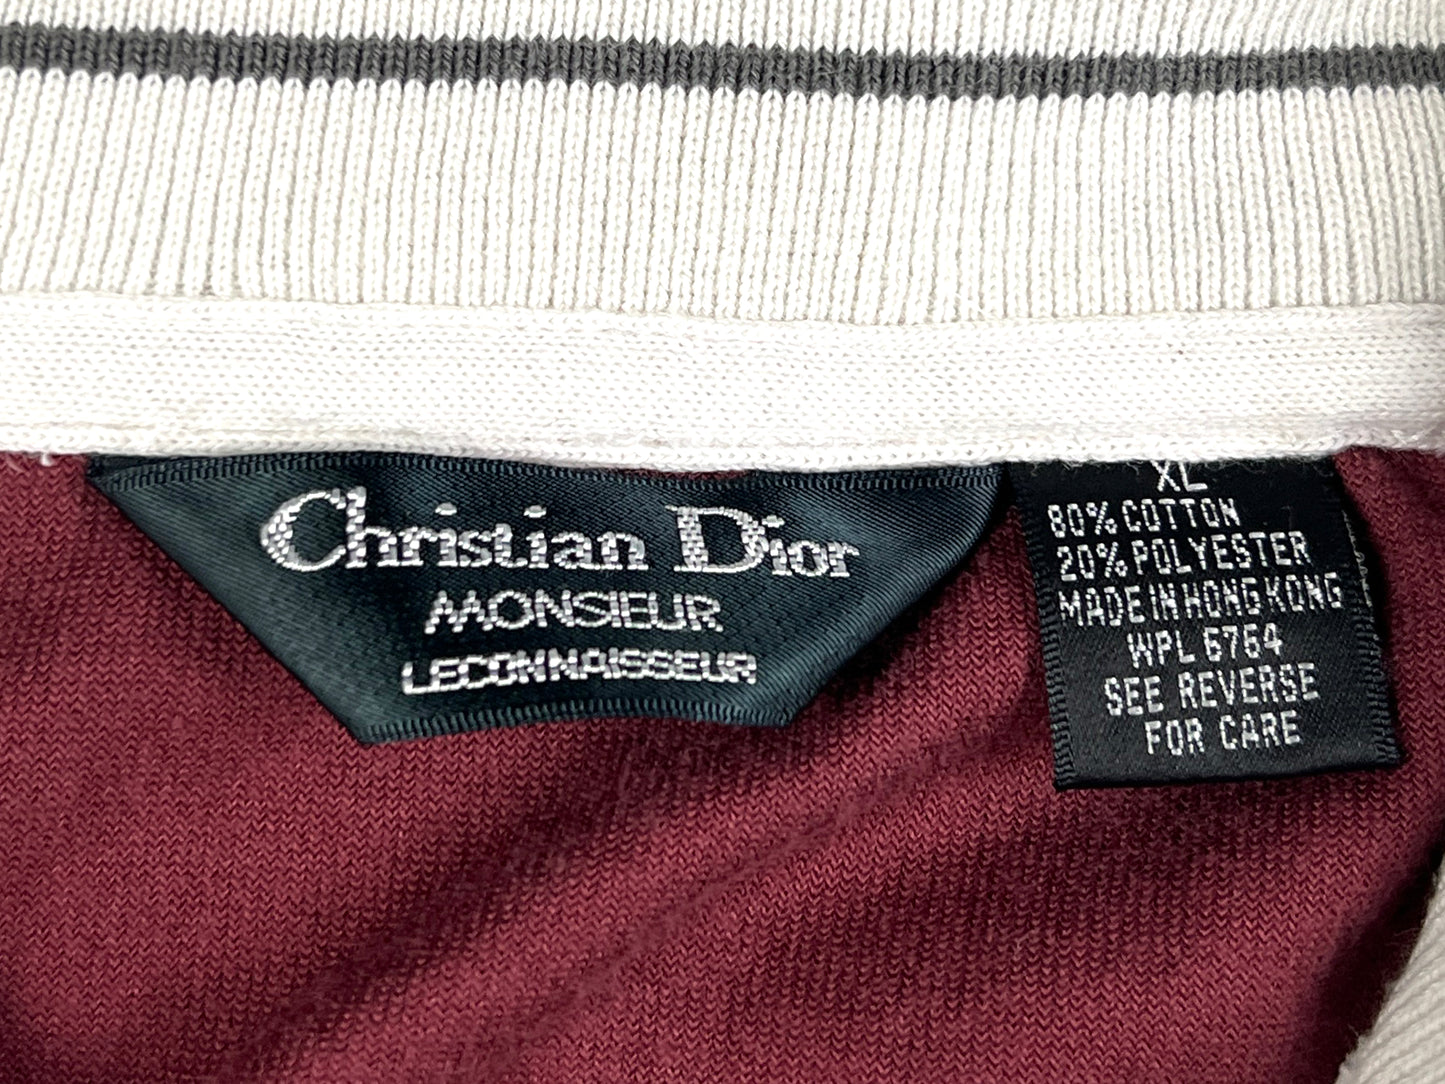 Christian Dior
MONSIEUR
LECONNAISSEUR
XL
80% COTTON
20% POLYESTER
MADE IN HONG KONG
WPL 6764
SEE REVERSE
FOR CARE